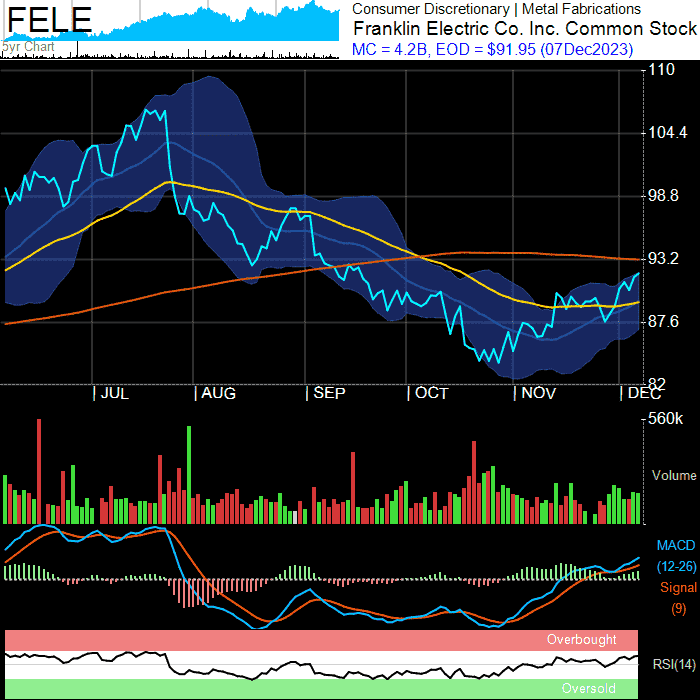 FELE
5yr Chart
Consumer Discretionary | Metal Fabrications
Franklin Electric Co. Inc. Common Stock
MC = 4.2B, EOD = $91.95 (07Dec2023)
110
104.4
98.8
93.2
87.6
82
| JUL | AUG | SEP | OCT | NOV | DEC
560k
Volume
MACD
(12-26)
Signal
(9)
Overbought
RSI(14)
Oversold